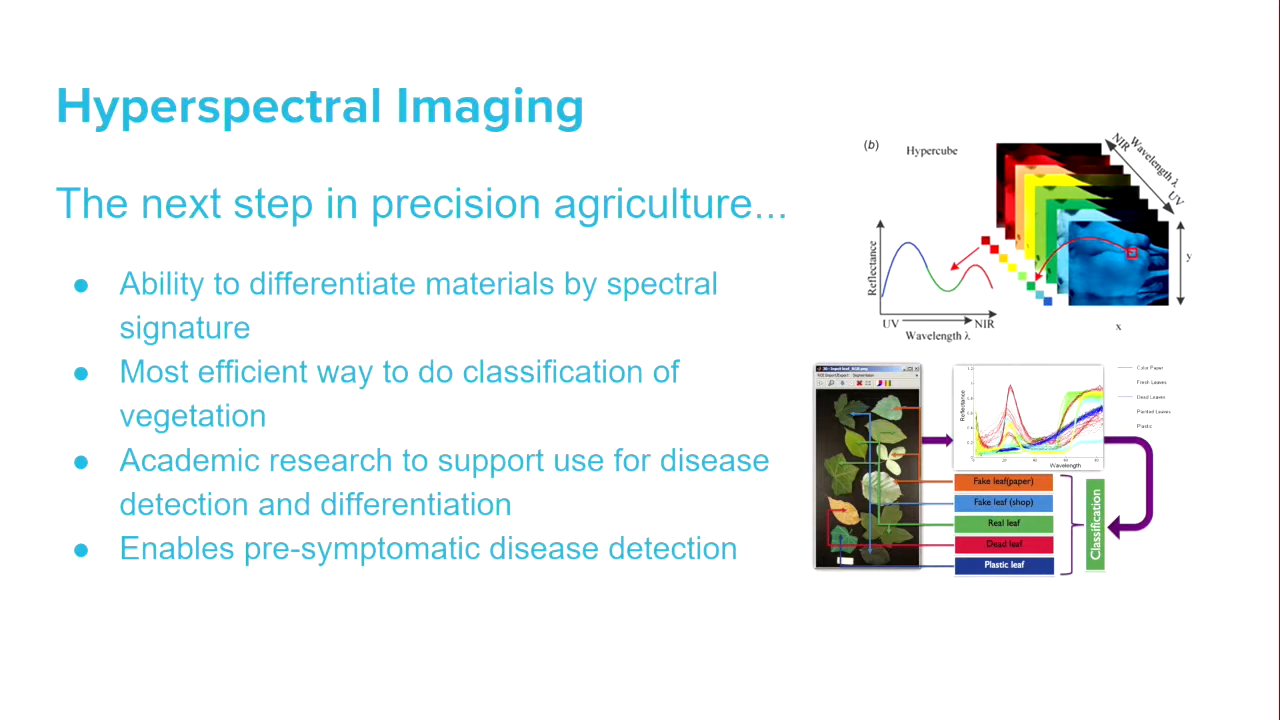 Hyperspectral Imaging
The next step in precision agriculture...
● Ability to differentiate materials by spectral
signature
● Most efficient way to do classification of
vegetation
● Academic research to support use for disease
detection and differentiation
● Enables pre-symptomatic disease detection
(b)
Hypercube
NIR
Wavelength λ
UV
y
x
Reflectance
UV
NIR
Wavelength λ
Reflectance
Wavelength
Color Paper
Fresh Leaves
Dead Leaves
Painted Leaves
Plastic
Fake leaf(paper)
Fake leaf (shop)
Real leaf
Dead leaf
Plastic leaf
Classification